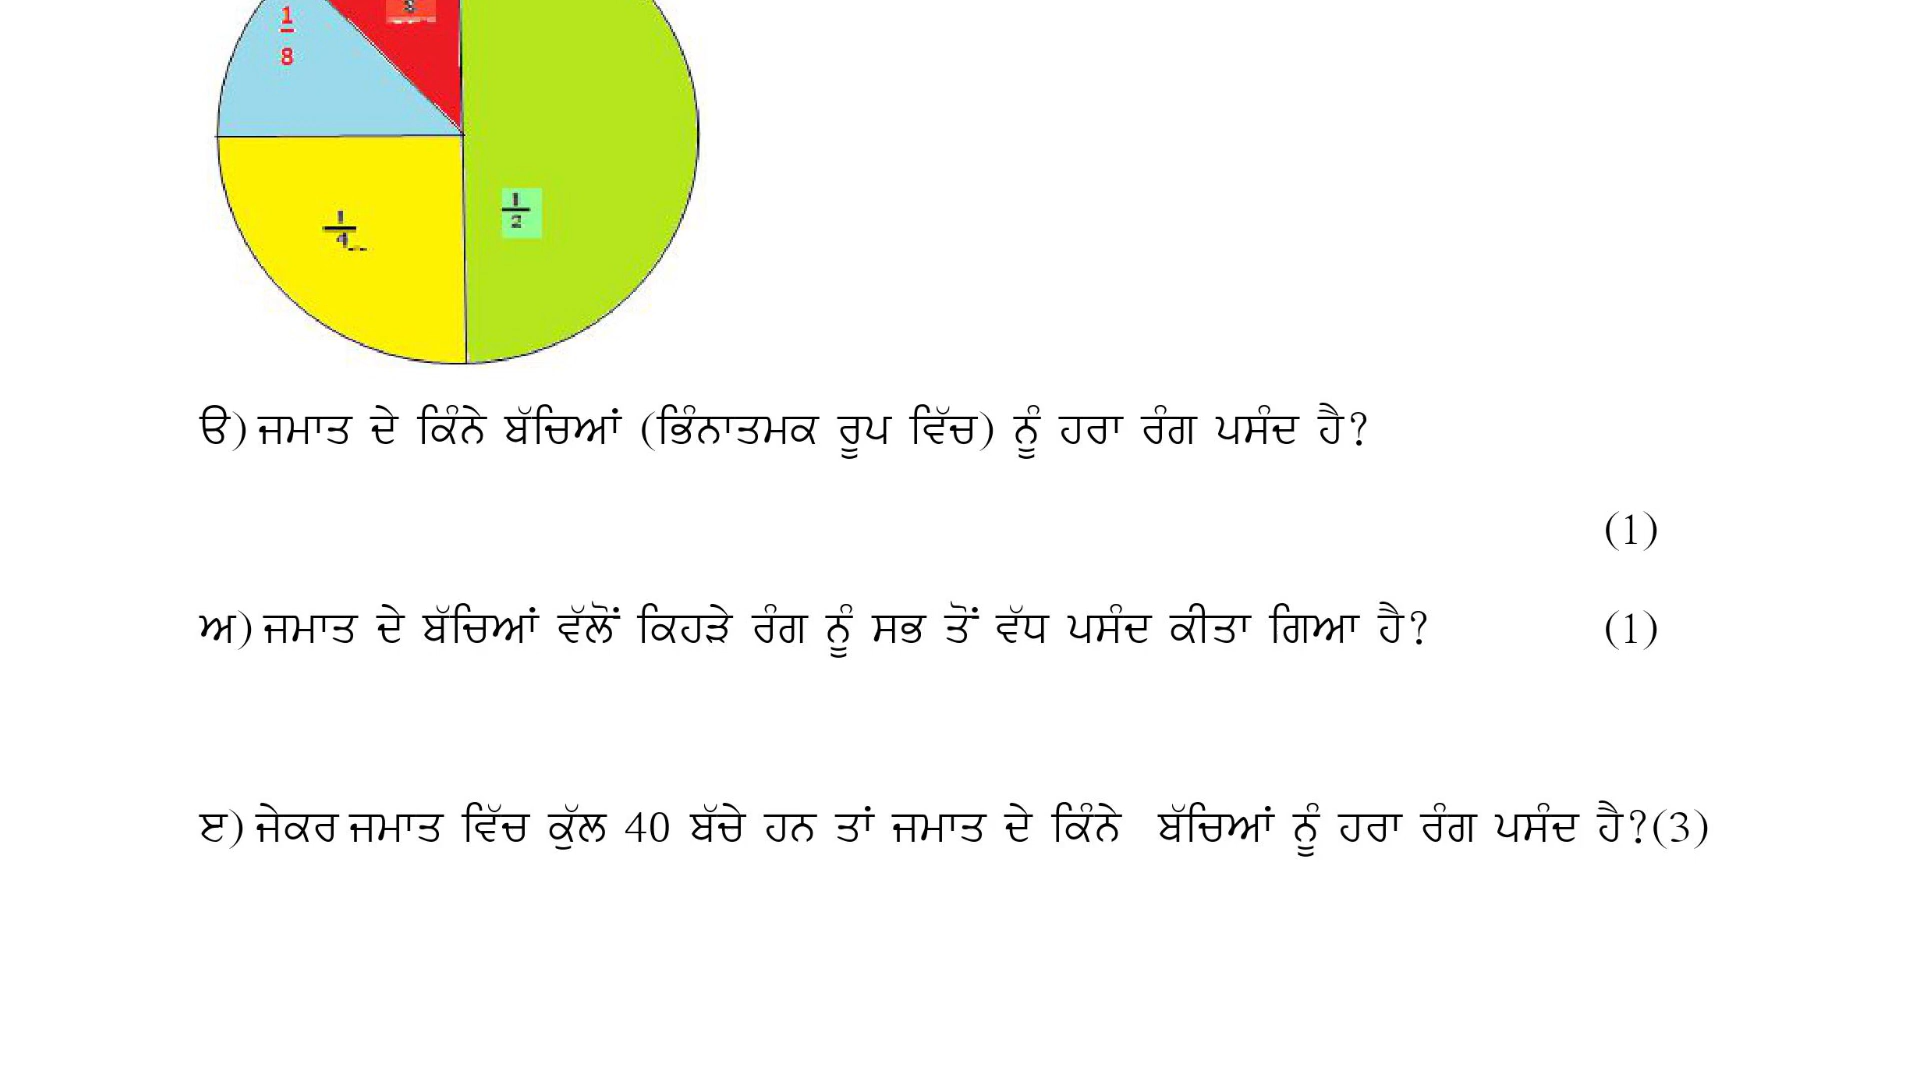 1
8
1
2
1
4
ੳ) ਜਮਾਤ ਦੇ ਕਿੰਨੇ ਬੱਚਿਆਂ (ਭਿੰਨਾਤਮਕ ਰੂਪ ਵਿੱਚ) ਨੂੰ ਹਰਾ ਰੰਗ ਪਸੰਦ ਹੈ?
(1)
ਅ) ਜਮਾਤ ਦੇ ਬੱਚਿਆਂ ਵੱਲੋਂ ਕਿਹੜੇ ਰੰਗ ਨੂੰ ਸਭ ਤੋਂ ਵੱਧ ਪਸੰਦ ਕੀਤਾ ਗਿਆ ਹੈ? (1)
ੲ) ਜੇਕਰ ਜਮਾਤ ਵਿੱਚ ਕੁੱਲ 40 ਬੱਚੇ ਹਨ ਤਾਂ ਜਮਾਤ ਦੇ ਕਿੰਨੇ ਬੱਚਿਆਂ ਨੂੰ ਹਰਾ ਰੰਗ ਪਸੰਦ ਹੈ?(3)